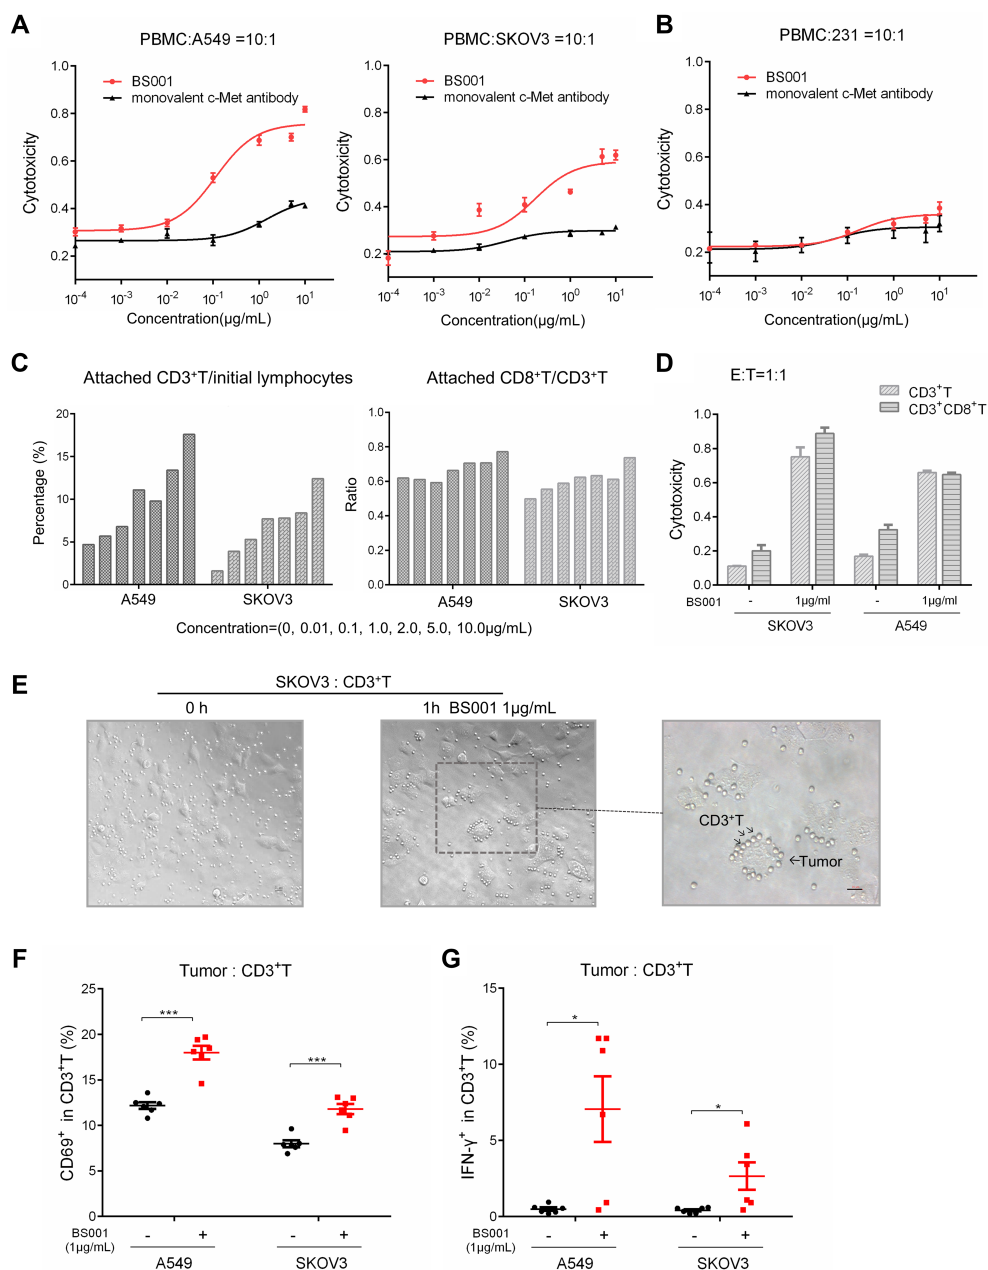 A
PBMC:A549 =10:1
BS001
monovalent c-Met antibody
Cytotoxicity
1.0
0.8
0.6
0.4
0.2
10⁻⁴ 10⁻³ 10⁻² 10⁻¹ 10⁰ 10¹
Concentration(μg/mL)
PBMC:SKOV3 =10:1
BS001
monovalent c-Met antibody
Cytotoxicity
1.0
0.8
0.6
0.4
0.2
10⁻⁴ 10⁻³ 10⁻² 10⁻¹ 10⁰ 10¹
Concentration(μg/mL)
B
PBMC:231 =10:1
BS001
monovalent c-Met antibody
Cytotoxicity
1.0
0.8
0.6
0.4
0.2
10⁻⁴ 10⁻³ 10⁻² 10⁻¹ 10⁰ 10¹
Concentration(μg/mL)
C
Attached CD3⁺T/initial lymphocytes
Percentage (%)
20
15
10
5
0
A549 SKOV3
Attached CD8⁺T/CD3⁺T
Ratio
1.0
0.8
0.6
0.4
0.2
0.0
A549 SKOV3
Concentration=(0, 0.01, 0.1, 1.0, 2.0, 5.0, 10.0μg/mL)
D
E:T=1:1
CD3⁺T
CD3⁺CD8⁺T
Cytotoxicity
1.0
0.8
0.6
0.4
0.2
0.0
BS001 - 1μg/ml - 1μg/ml
SKOV3 A549
E
SKOV3 : CD3⁺T
0 h 1h BS001 1μg/mL
CD3⁺T
Tumor
F
Tumor : CD3⁺T
CD69⁺ in CD3⁺T (%)
25
20
15
10
5
0
***
***
BS001 - + - +
(1μg/mL)
A549 SKOV3
G
Tumor : CD3⁺T
IFN-γ⁺ in CD3⁺T (%)
15
10
5
0
*
*
BS001 - + - +
(1μg/mL)
A549 SKOV3